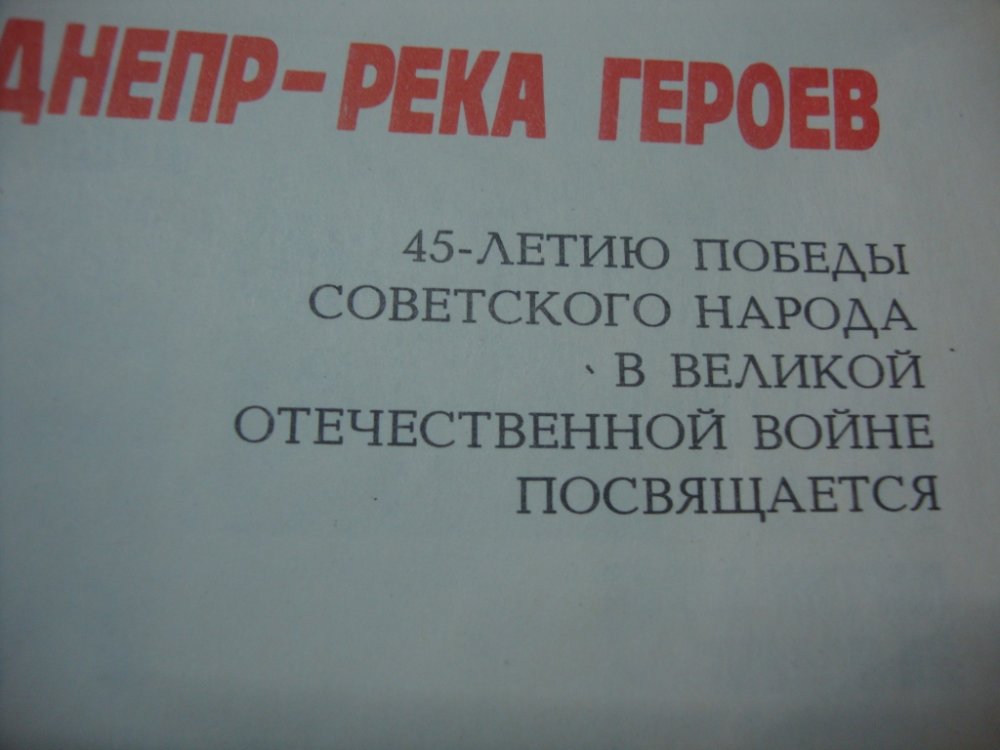 ДНЕПР-РЕКА ГЕРОЕВ
45-ЛЕТИЮ ПОБЕДЫ
СОВЕТСКОГО НАРОДА
В ВЕЛИКОЙ
ОТЕЧЕСТВЕННОЙ ВОЙНЕ
ПОСВЯЩАЕТСЯ